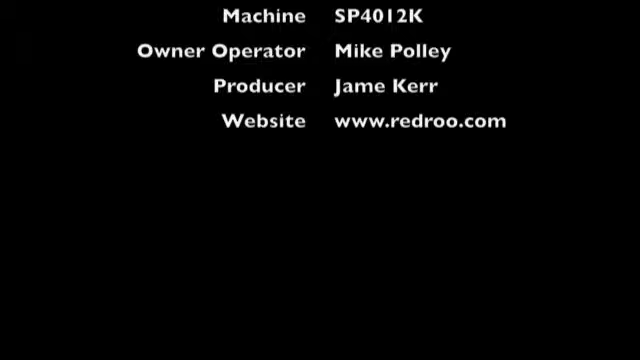 Machine SP4012K
Owner Operator Mike Polley
Producer Jame Kerr
Website www.redroo.com